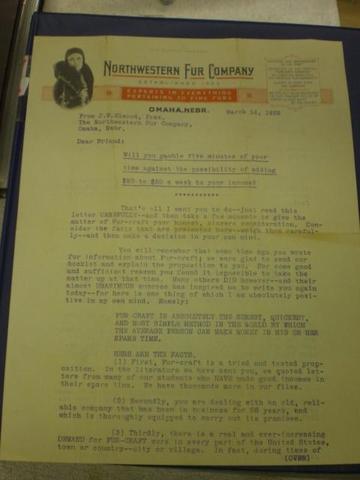 NORTHWESTERN FUR COMPANY
EXPERTS IN EVERYTHING
PERTAINING TO FINE FURS
OMAHA, NEBR.
March 14,
From J.W.Elwood, Pres.
The Northwestern Fur Company,
Omaha, Nebr.
Dear Friend:
Will you gamble five minutes of your
time against the possibility of adding
to a week to your income?
That's all I want you to do--just read this
letter CAREFULLY--and then take a few moments to give the
matter of Fur-craft your honest, sincere consideration. Con-
sider the facts that are presented here--weigh them careful-
ly--and then make a decision in your own mind.
You will remember that some time ago you wrote
for information about Fur-craft; we were glad to send our
booklet and explain the proposition to you. For some good
and sufficient reason you found it impossible to take the
matter up at that time. Many others DID however--and their
almost UNANIMOUS success has inspired me to write you again
today--for here is one thing of which I am absolutely posi-
tive in my own mind. Namely:
FUR CRAFT IS ABSOLUTELY THE SUREST, QUICKEST,
AND MOST SIMPLE METHOD IN THE WORLD BY WHICH
THE AVERAGE PERSON CAN MAKE MONEY IN HIS OR HER
SPARE TIME.
HERE ARE THE FACTS.
(1) First, Fur-craft is a tried and tested prop-
osition. In the literature we have sent you, we quoted let-
ters from many of our students who HAVE made good incomes in
their spare time. We have thousands more in our files.
(2) Secondly, you are dealing with an old, reli-
able company that has been in business for years, and
which is thoroughly equipped to carry out its promises.
(3) Thirdly, there is a real and ever-increasing
DEMAND for FUR-CRAFT work in every part of the United States,
town or country--city or village. In fact, during times of
(OVER)